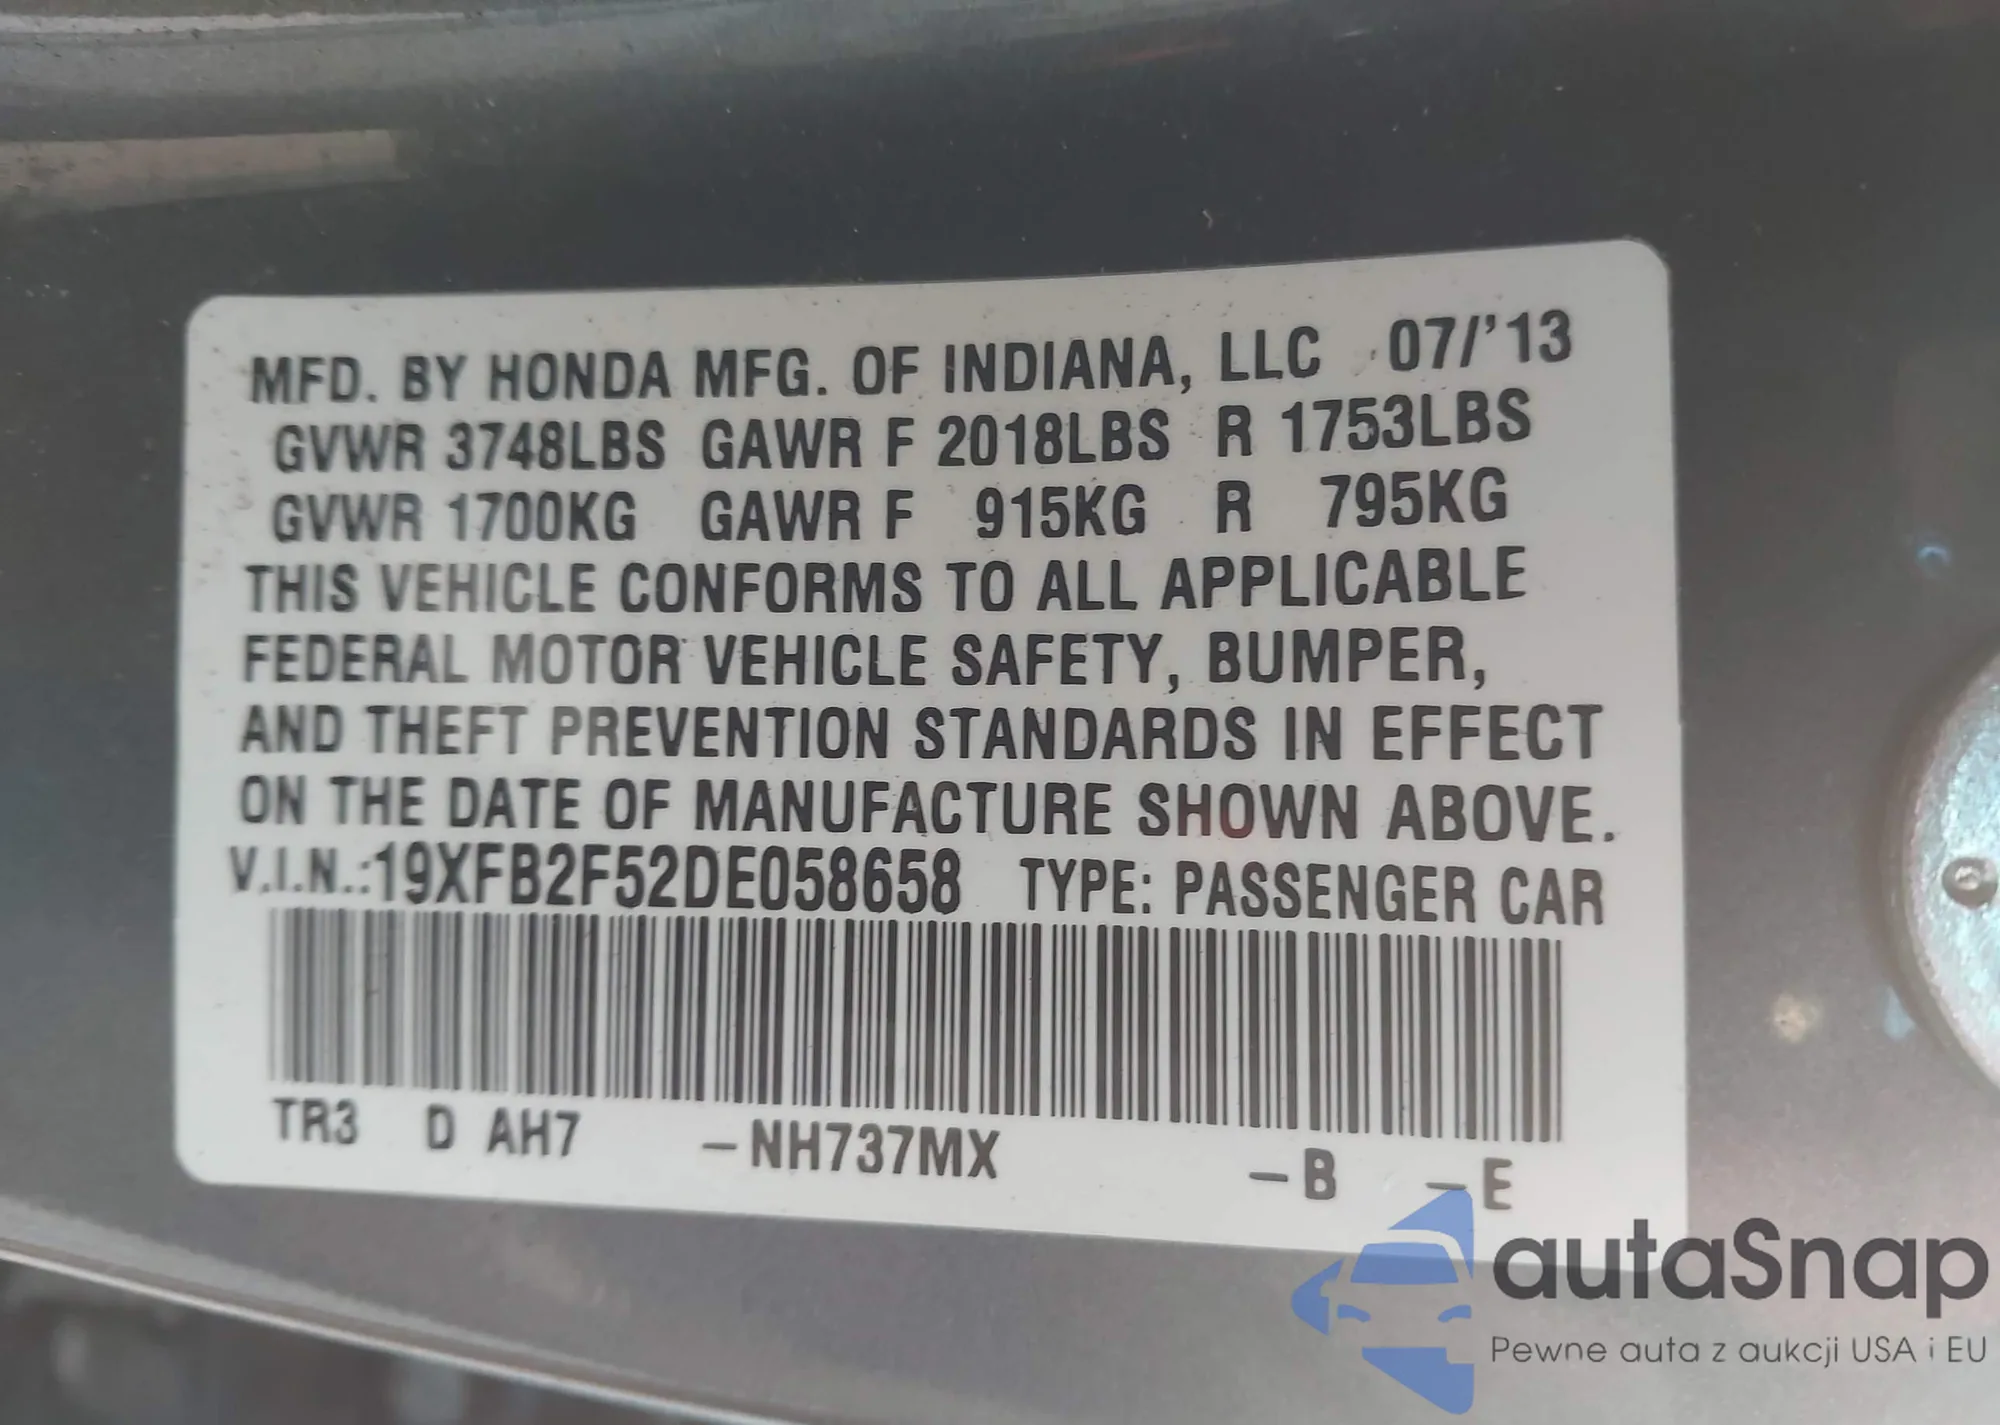 MFD. BY HONDA MFG. OF INDIANA, LLC 07/'13
GVWR 3748LBS GAWR F 2018LBS R 1753LBS
GVWR 1700KG GAWR F 915KG R 795KG
THIS VEHICLE CONFORMS TO ALL APPLICABLE
FEDERAL MOTOR VEHICLE SAFETY, BUMPER,
AND THEFT PREVENTION STANDARDS IN EFFECT
ON THE DATE OF MANUFACTURE SHOWN ABOVE.
V.I.N.:19XFB2F52DE058658 TYPE: PASSENGER CAR
TR3 D AH7 -NH737MX -B -E
autaSnap
Pewne auta z aukcji USA i EU